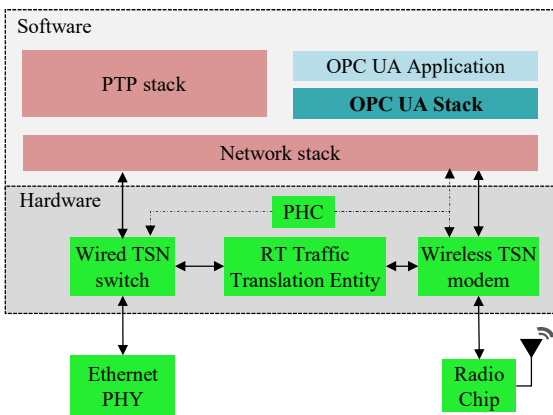 Software
PTP stack
OPC UA Application
OPC UA Stack
Network stack
Hardware
PHC
Wired TSN
switch
RT Traffic
Translation Entity
Wireless TSN
modem
Ethernet
PHY
Radio
Chip